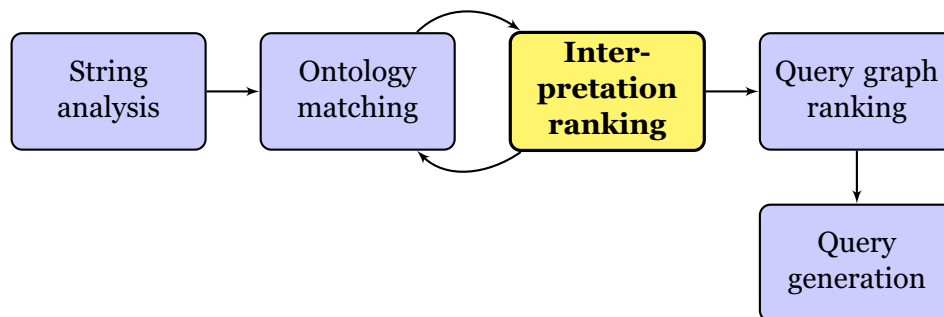 String
analysis
Ontology
matching
Inter-
pretation
ranking
Query graph
ranking
Query
generation